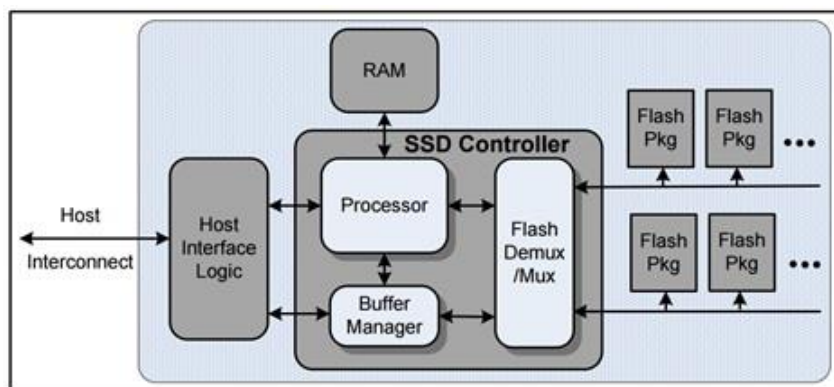 RAM
SSD Controller
Flash
Pkg
Flash
Pkg
...
Host
Interconnect
Host
Interface
Logic
Processor
Flash
Demux
/Mux
Buffer
Manager
Flash
Pkg
Flash
Pkg
...